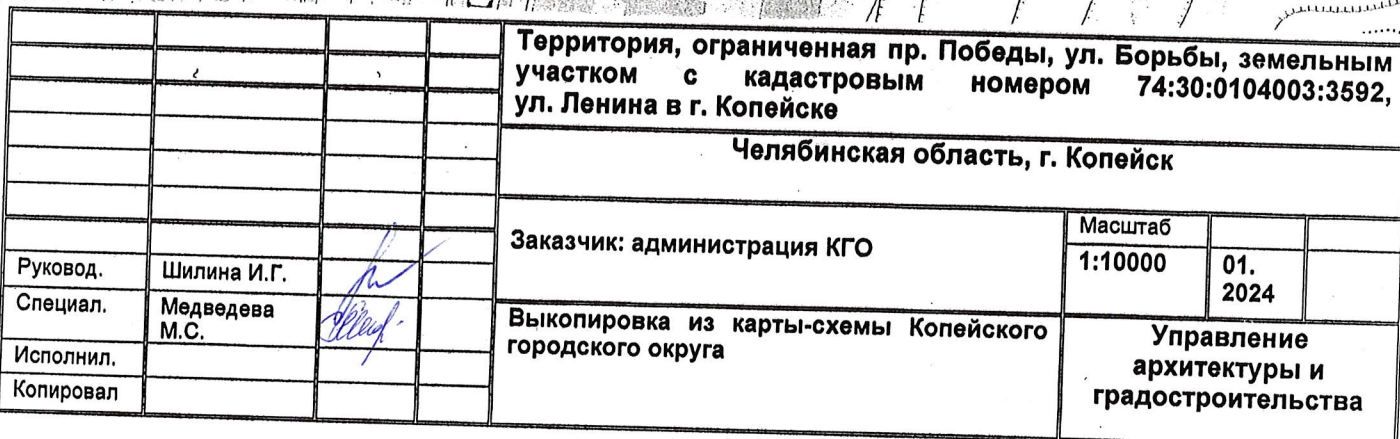 Территория, ограниченная пр. Победы, ул. Борьбы, земельным
участком с кадастровым номером 74:30:0104003:3592,
ул. Ленина в г. Копейске
Челябинская область, г. Копейск
Заказчик: администрация КГО
Масштаб
1:10000
01.
2024
Руковод.
Шилина И.Г.
Специал.
Медведева
М.С.
Исполнил.
Копировал
Выкопировка из карты-схемы Копейского
городского округа
Управление
архитектуры и
градостроительства